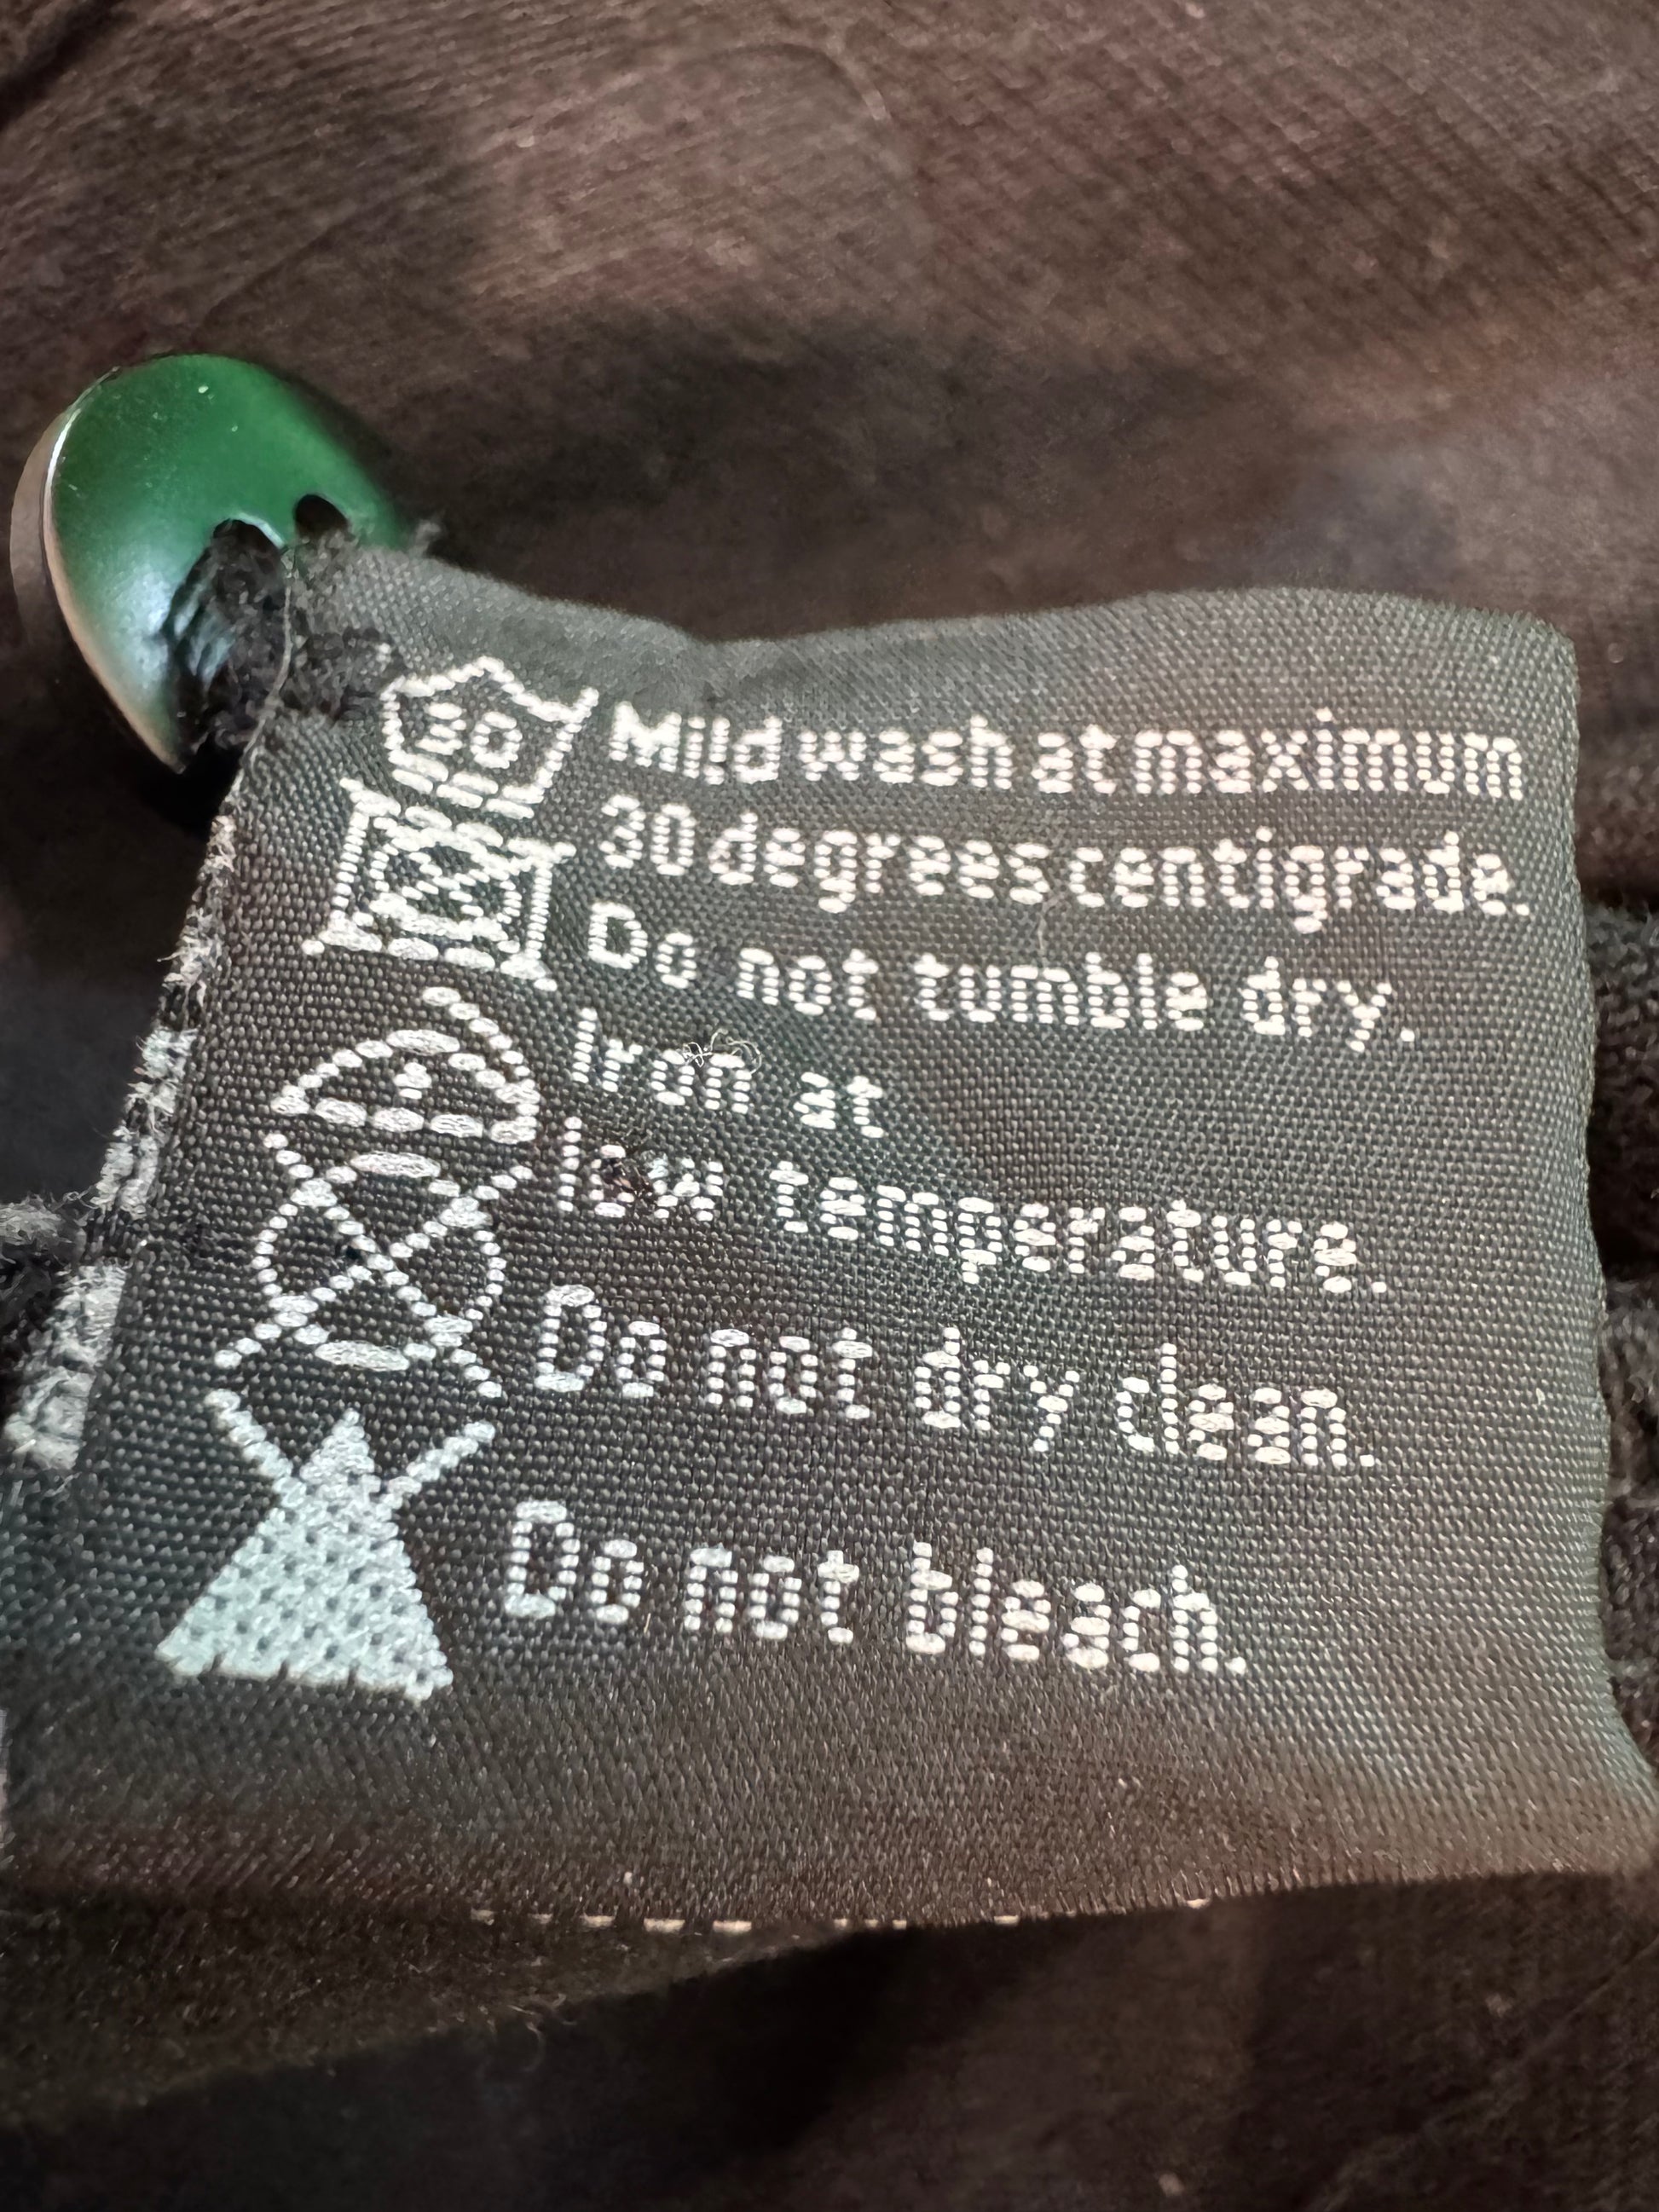 30 Mild wash at maximum
30 degrees centigrade.
Do not tumble dry.
Iron at
low temperature.
Do not dry clean.
Do not bleach.